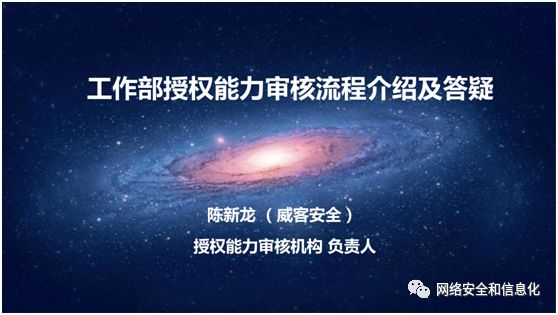 工作部授权能力审核流程介绍及答疑
陈新龙（威客安全）
授权能力审核机构 负责人
网络安全和信息化